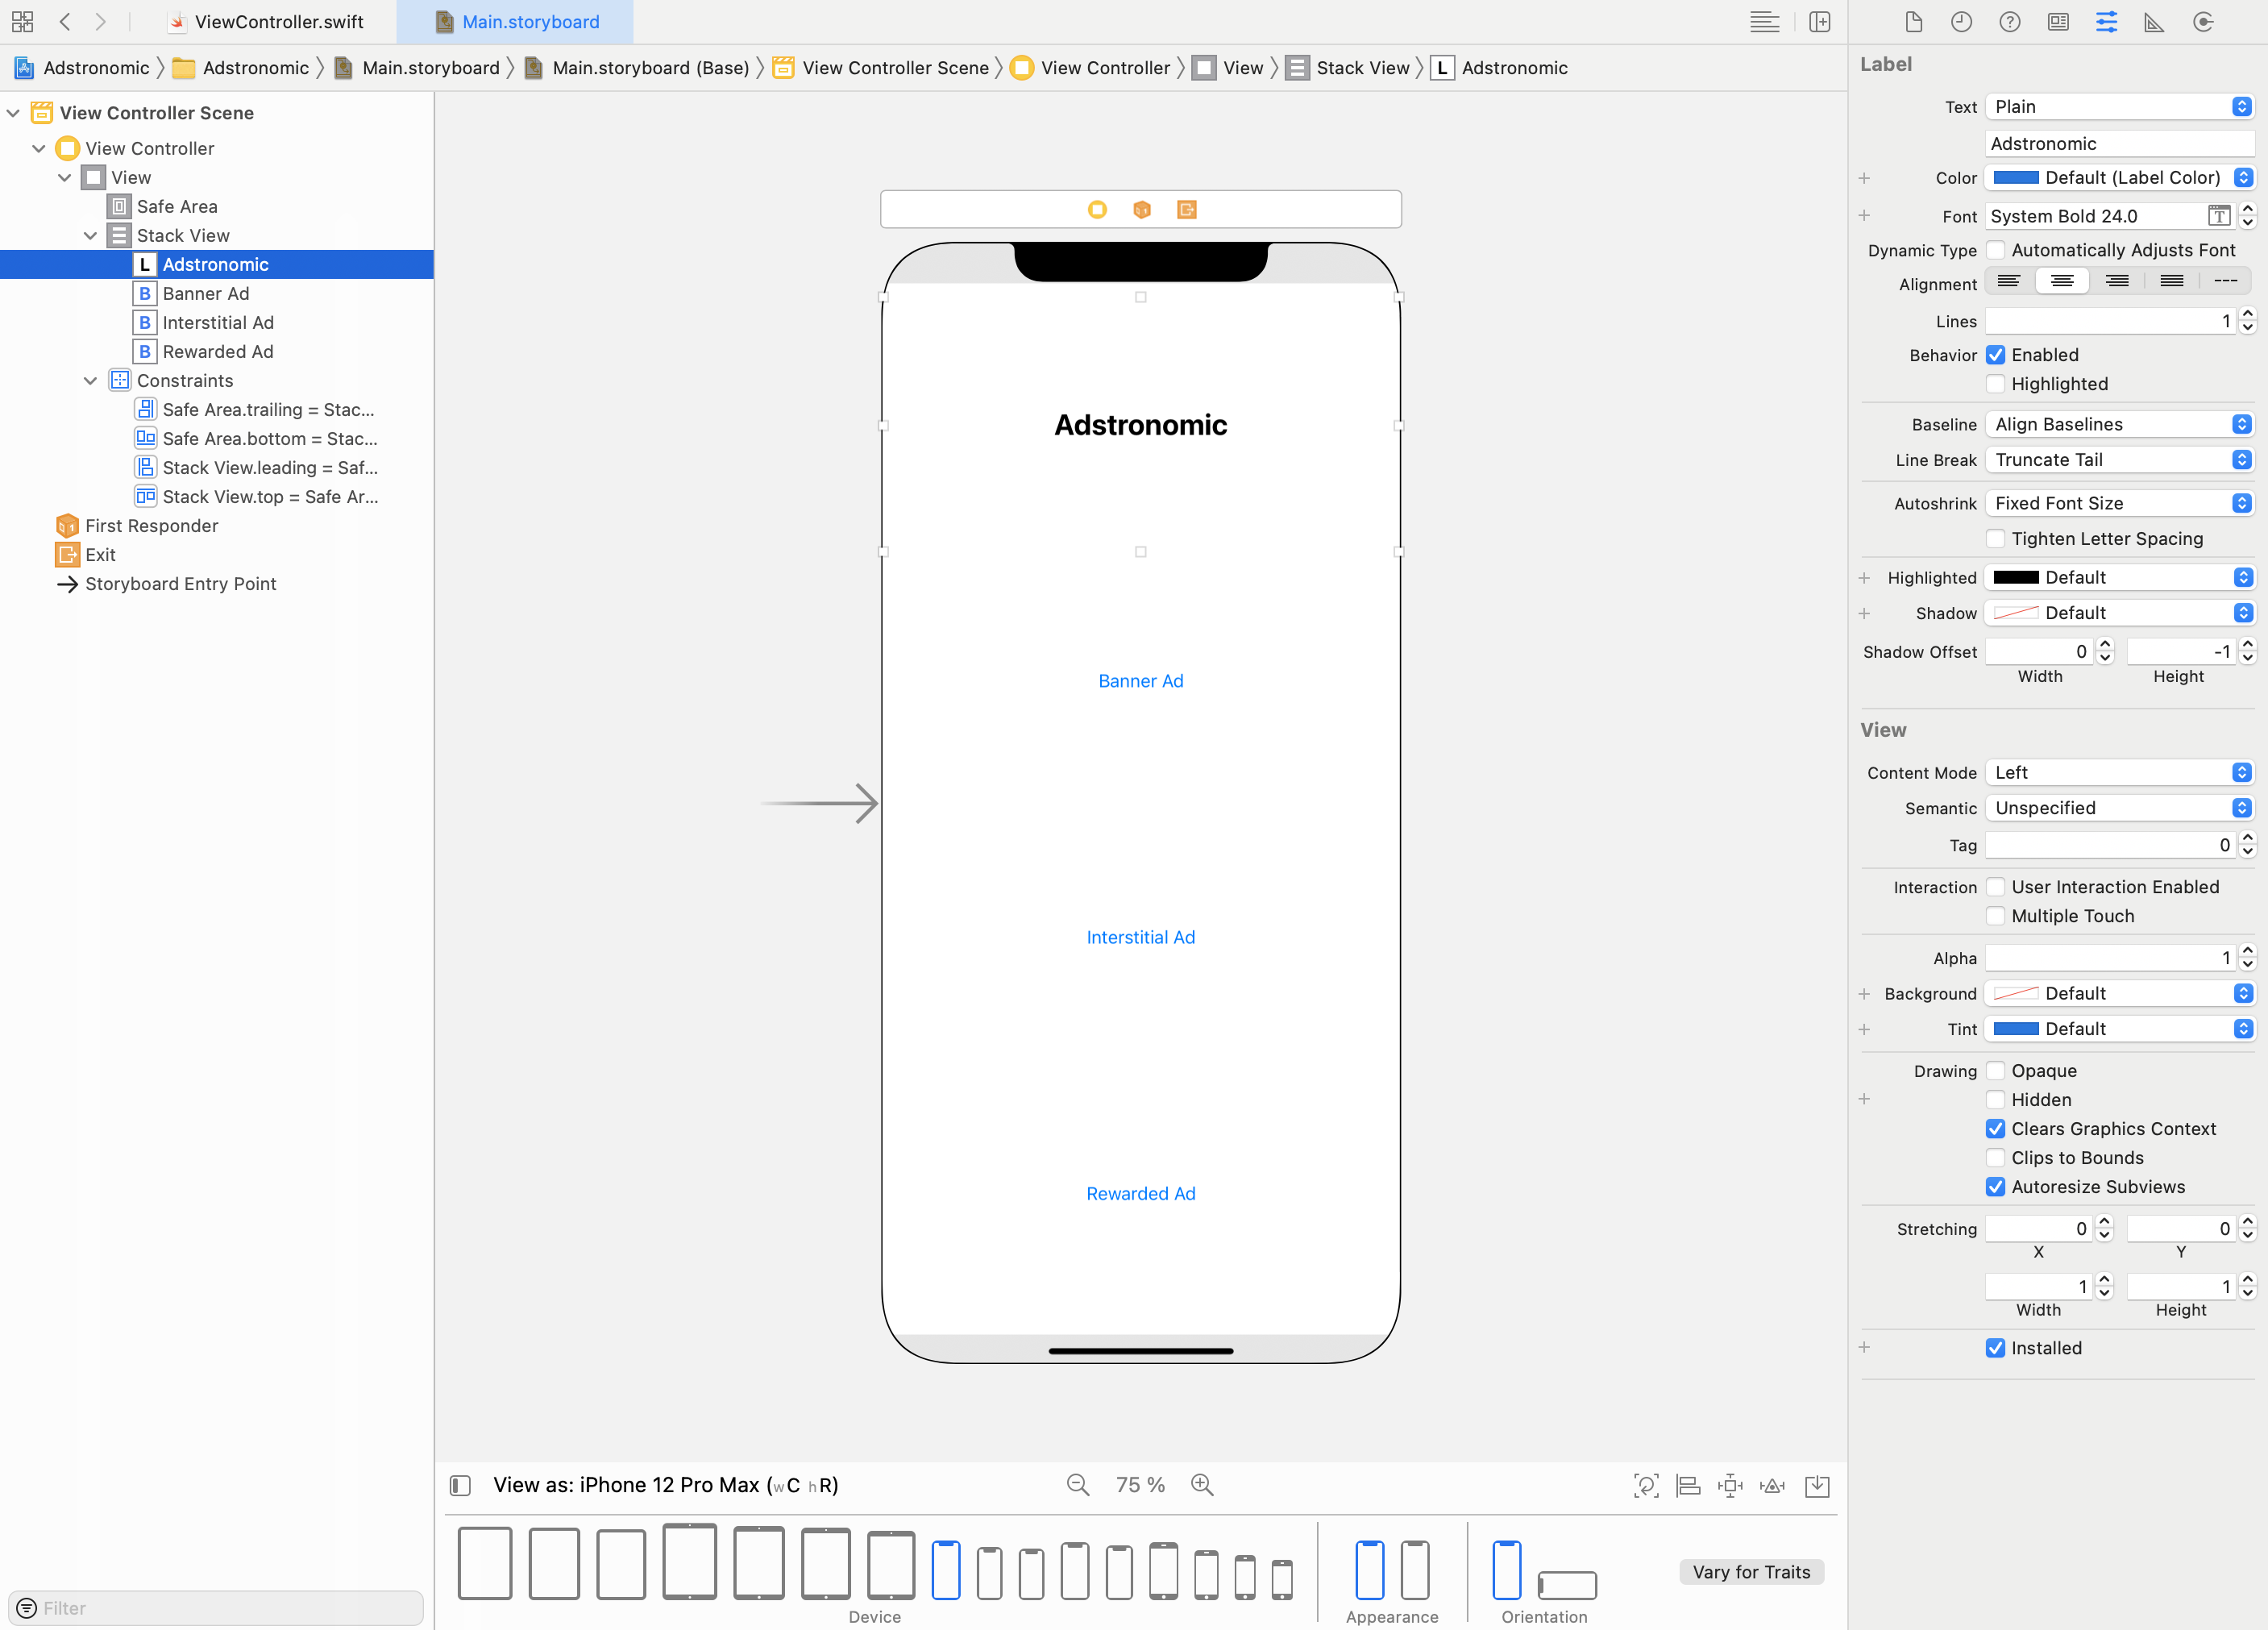 ViewController.swift
Main.storyboard
Adstronomic
Adstronomic
Main.storyboard
Main.storyboard (Base)
View Controller Scene
View Controller
View
Stack View
L
Adstronomic
View Controller Scene
View Controller
View
Safe Area
Stack View
L Adstronomic
B Banner Ad
B Interstitial Ad
B Rewarded Ad
Constraints
Safe Area.trailing = Stac...
Safe Area.bottom = Stac...
Stack View.leading = Saf...
Stack View.top = Safe Ar...
First Responder
Exit
Storyboard Entry Point
Filter
Adstronomic
Banner Ad
Interstitial Ad
Rewarded Ad
View as: iPhone 12 Pro Max (wC hR)
75 %
Device
Appearance
Orientation
Vary for Traits
Label
Text Plain
Adstronomic
Color Default (Label Color)
Font System Bold 24.0 T
Dynamic Type Automatically Adjusts Font
Alignment
Lines 1
Behavior Enabled
Highlighted
Baseline Align Baselines
Line Break Truncate Tail
Autoshrink Fixed Font Size
Tighten Letter Spacing
Highlighted Default
Shadow Default
Shadow Offset 0 -1
Width Height
View
Content Mode Left
Semantic Unspecified
Tag 0
Interaction User Interaction Enabled
Multiple Touch
Alpha 1
Background Default
Tint Default
Drawing Opaque
Hidden
Clears Graphics Context
Clips to Bounds
Autoresize Subviews
Stretching 0 0
X Y
1 1
Width Height
Installed